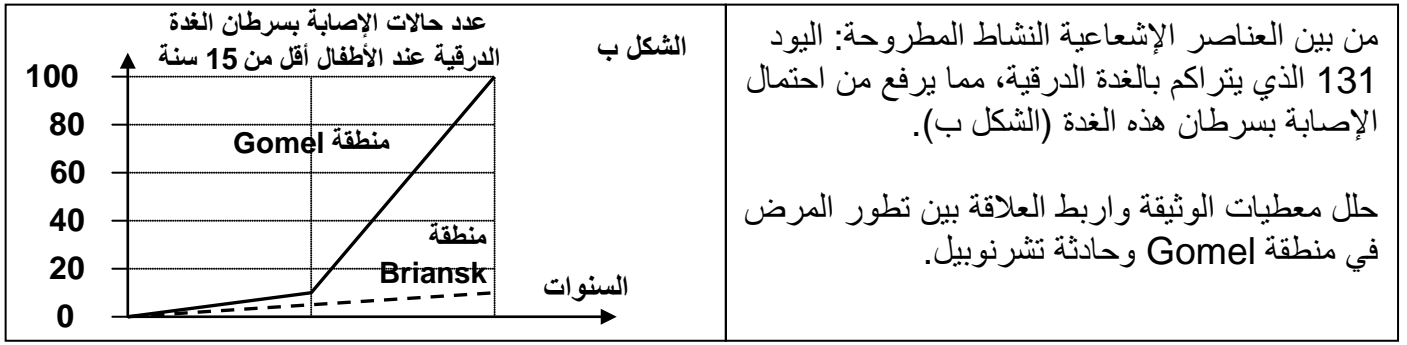 من بين العناصر الإشعاعية النشاط المطروحة: اليود
131 الذي يتراكم بالغدة الدرقية، مما يرفع من احتمال
الإصابة بسرطان هذه الغدة (الشكل ب).
حلل معطيات الوثيقة واربط العلاقة بين تطور المرض
في منطقة Gomel وحادثة تشرنوبيل.
الشكل ب
عدد حالات الإصابة بسرطان الغدة
الدرقية عند الأطفال أقل من 15 سنة
100
80
منطقة Gomel
60
40
منطقة
20
Briansk
السنوات
0